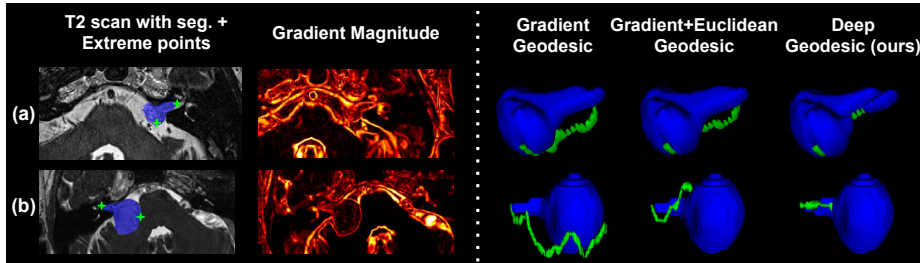 T2 scan with seg. +
Extreme points
Gradient Magnitude
Gradient
Geodesic
Gradient+Euclidean
Geodesic
Deep
Geodesic (ours)
(a)
(b)